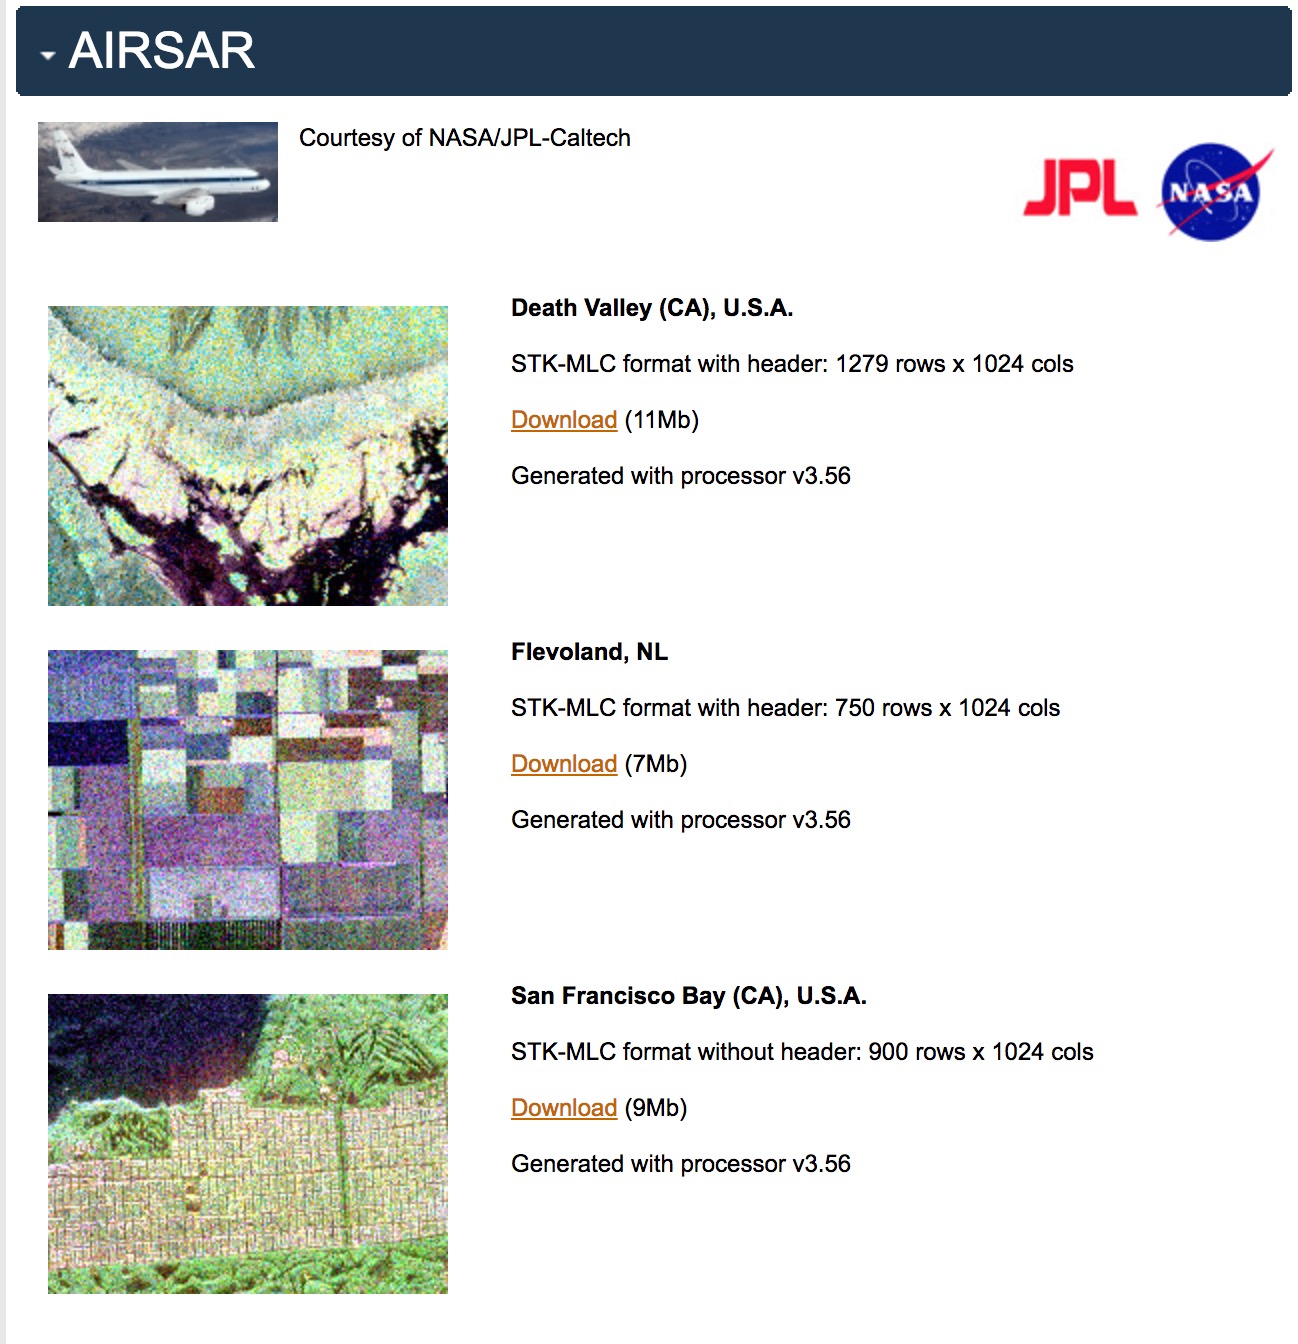 AIRSAR
Courtesy of NASA/JPL-Caltech
JPL
NASA
Death Valley (CA), U.S.A.
STK-MLC format with header: 1279 rows x 1024 cols
Download (11Mb)
Generated with processor v3.56
Flevoland, NL
STK-MLC format with header: 750 rows x 1024 cols
Download (7Mb)
Generated with processor v3.56
San Francisco Bay (CA), U.S.A.
STK-MLC format without header: 900 rows x 1024 cols
Download (9Mb)
Generated with processor v3.56